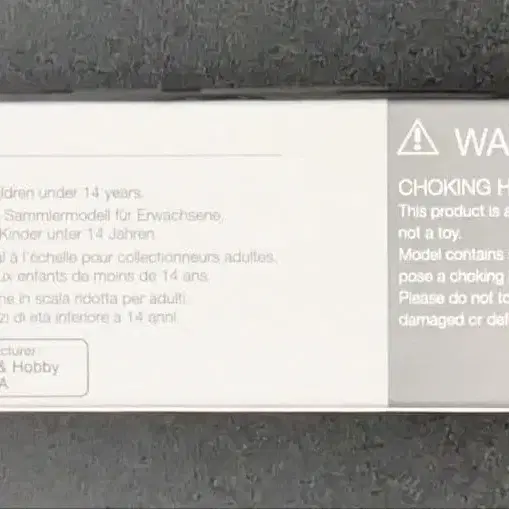 ldren under 14 years.
Sammlermodell für Erwachsene.
Kinder unter 14 Jahren.
al à l'échelle pour collectionneurs adultes.
ux enfants de moins de 14 ans.
ne in scala ridotta per adulti.
zi di età inferiore a 14 anni.
cturer
& Hobby
A
⚠ WA
CHOKING H
This product is a
not a toy.
Model contains
pose a choking
Please do not to
damaged or def